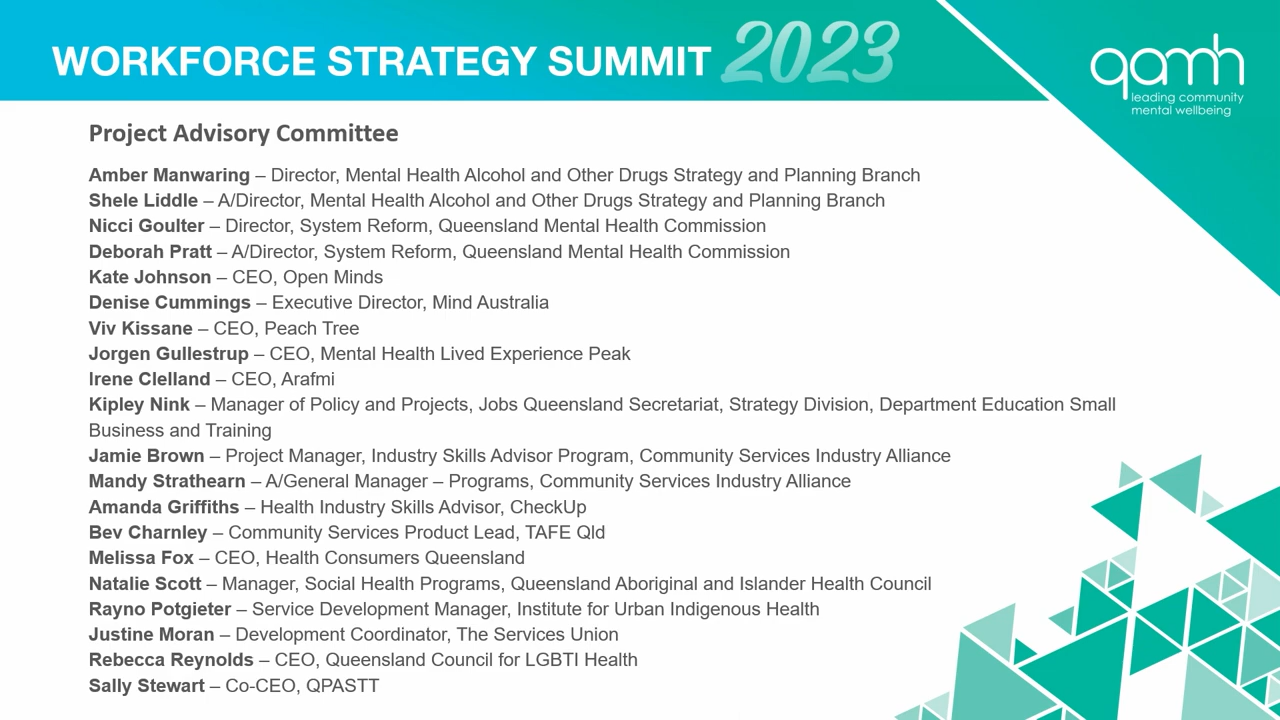 WORKFORCE STRATEGY SUMMIT 2023
qamh
leading community
mental wellbeing
Project Advisory Committee
Amber Manwaring – Director, Mental Health Alcohol and Other Drugs Strategy and Planning Branch
Shele Liddle – A/Director, Mental Health Alcohol and Other Drugs Strategy and Planning Branch
Nicci Goulter – Director, System Reform, Queensland Mental Health Commission
Deborah Pratt – A/Director, System Reform, Queensland Mental Health Commission
Kate Johnson – CEO, Open Minds
Denise Cummings – Executive Director, Mind Australia
Viv Kissane – CEO, Peach Tree
Jorgen Gullestrup – CEO, Mental Health Lived Experience Peak
Irene Clelland – CEO, Arafmi
Kipley Nink – Manager of Policy and Projects, Jobs Queensland Secretariat, Strategy Division, Department Education Small
Business and Training
Jamie Brown – Project Manager, Industry Skills Advisor Program, Community Services Industry Alliance
Mandy Strathearn – A/General Manager – Programs, Community Services Industry Alliance
Amanda Griffiths – Health Industry Skills Advisor, CheckUp
Bev Charnley – Community Services Product Lead, TAFE Qld
Melissa Fox – CEO, Health Consumers Queensland
Natalie Scott – Manager, Social Health Programs, Queensland Aboriginal and Islander Health Council
Rayno Potgieter – Service Development Manager, Institute for Urban Indigenous Health
Justine Moran – Development Coordinator, The Services Union
Rebecca Reynolds – CEO, Queensland Council for LGBTI Health
Sally Stewart – Co-CEO, QPASTT